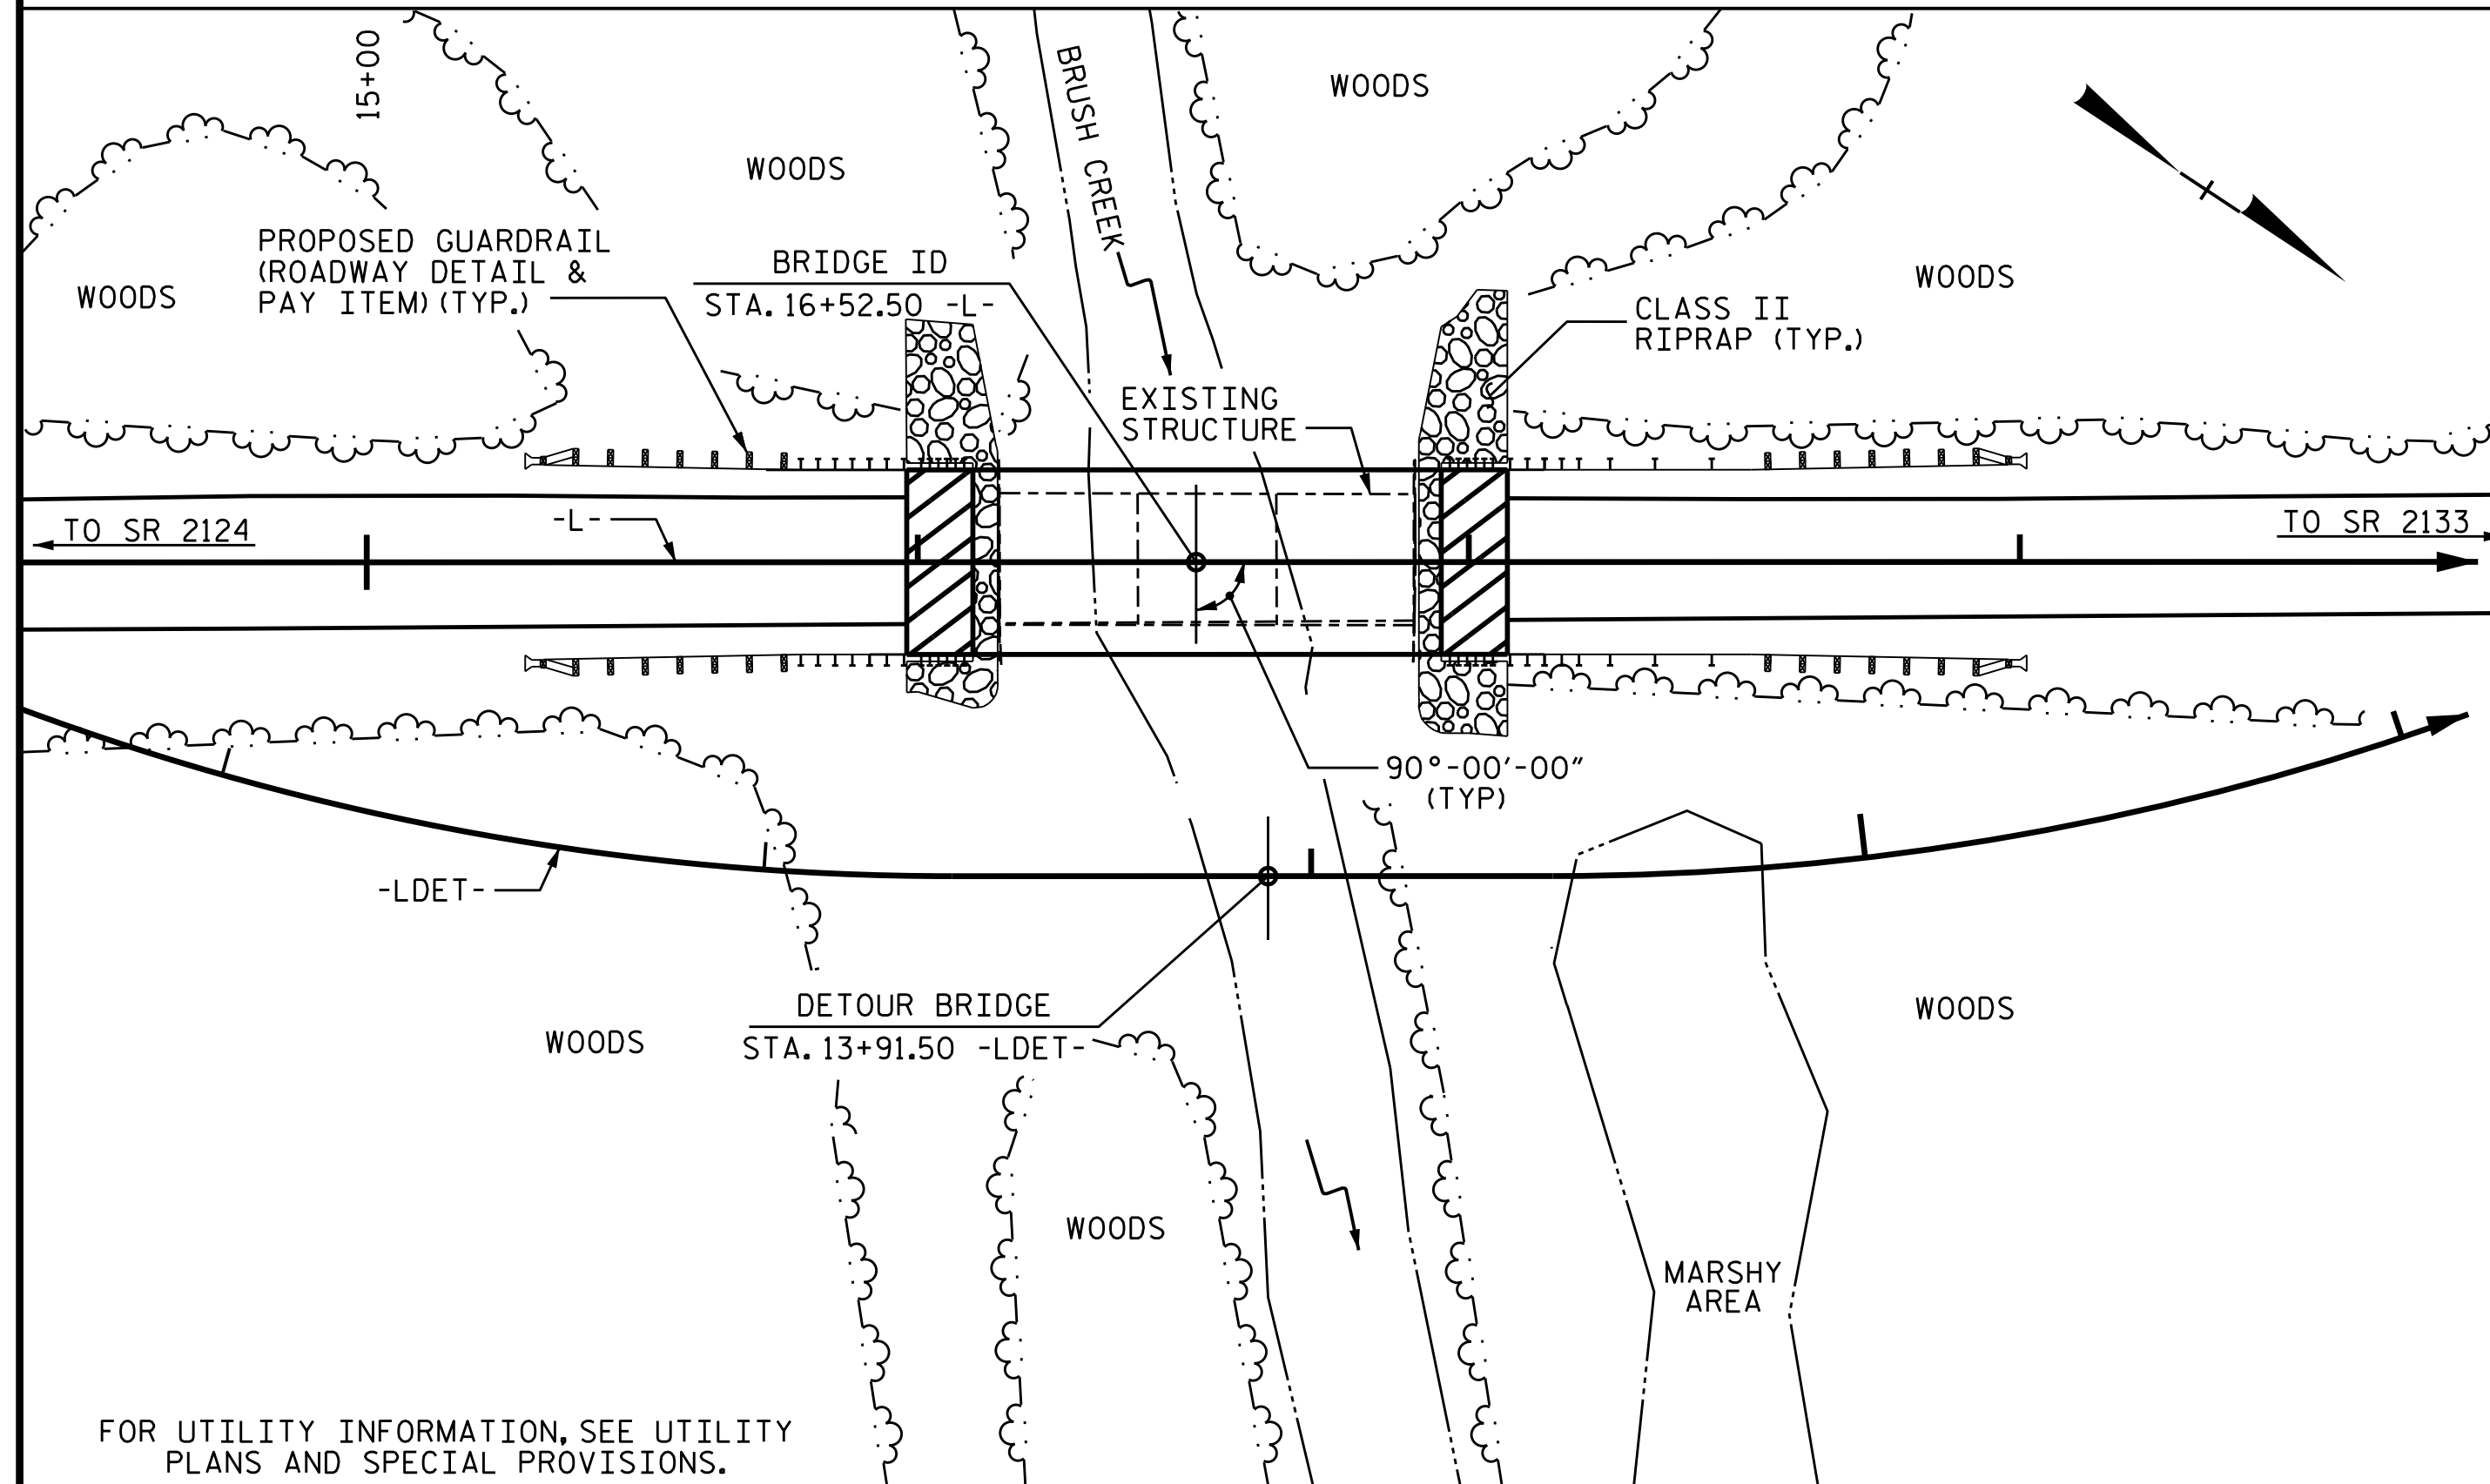 15+00
BRUSH CREEK
WOODS
WOODS
PROPOSED GUARDRAIL
(ROADWAY DETAIL &
PAY ITEM) (TYP.)
WOODS
BRIDGE ID
STA. 16+52.50 -L-
WOODS
CLASS II
RIPRAP (TYP.)
EXISTING
STRUCTURE
TO SR 2124
-L-
TO SR 2133
90°-00'-00"
(TYP)
-LDET-
DETOUR BRIDGE
STA. 13+91.50 -LDET-
WOODS
WOODS
WOODS
MARSHY
AREA
FOR UTILITY INFORMATION, SEE UTILITY
PLANS AND SPECIAL PROVISIONS.